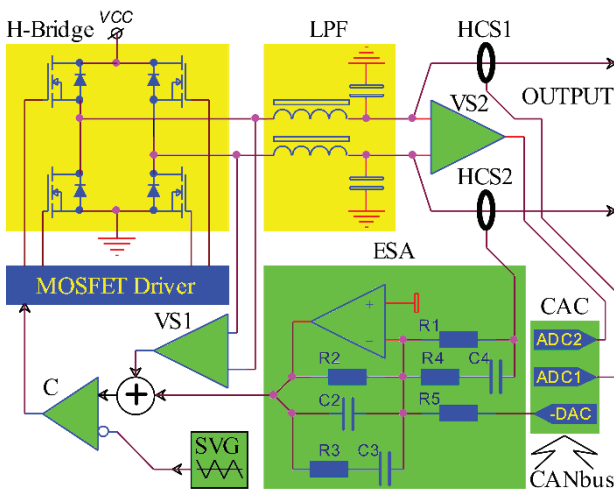 H-Bridge
VCC
LPF
HCS1
VS2
OUTPUT
HCS2
MOSFET Driver
ESA
VS1
+
-
R1
R2
R4
C4
C2
R5
R3
C3
C
+
SVG
CAC
ADC2
ADC1
-DAC
CANbus